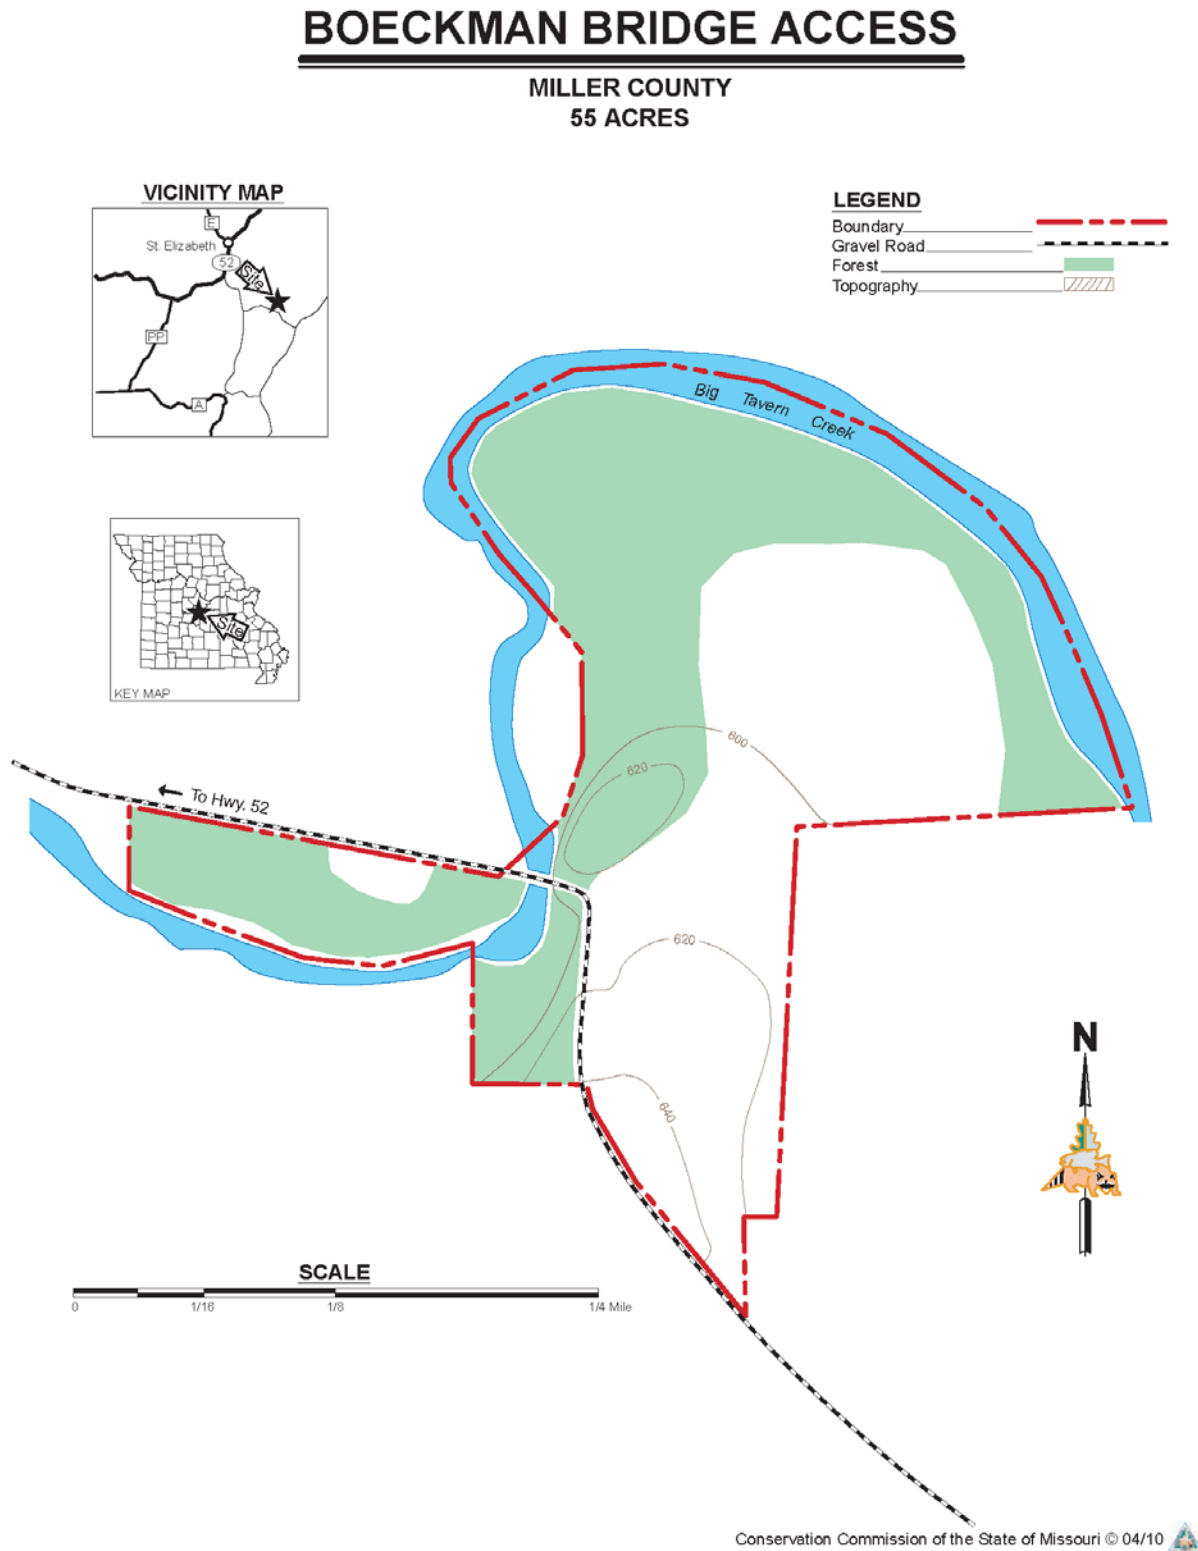 BOECKMAN BRIDGE ACCESS
MILLER COUNTY
55 ACRES
VICINITY MAP
E
St. Elizabeth
52
Site
PP
A
LEGEND
Boundary
Gravel Road
Forest
Topography
Big Tavern Creek
Site
KEY MAP
600
620
To Hwy. 52
620
N
640
SCALE
0 1/16 1/8 1/4 Mile
Conservation Commission of the State of Missouri © 04/10